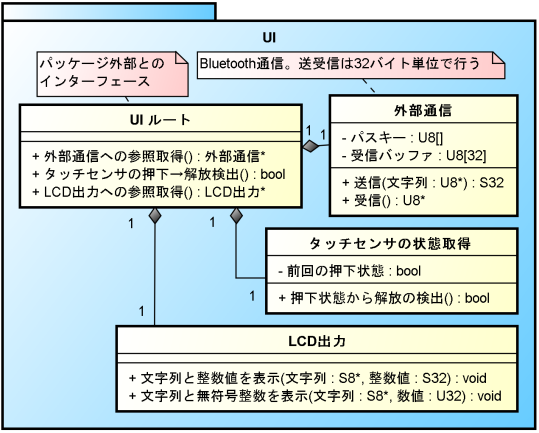 UI
パッケージ外部との
インターフェース
Bluetooth通信。送受信は32バイト単位で行う
UI ルート
+ 外部通信への参照取得() : 外部通信*
+ タッチセンサの押下→解放検出() : bool
+ LCD出力への参照取得() : LCD出力*
1
1
外部通信
- パスキー : U8[]
- 受信バッファ : U8[32]
+ 送信(文字列 : U8*) : S32
+ 受信() : U8*
1
1
タッチセンサの状態取得
- 前回の押下状態 : bool
+ 押下状態から解放の検出() : bool
1
1
LCD出力
+ 文字列と整数値を表示(文字列 : S8*, 整数値 : S32) : void
+ 文字列と無符号整数を表示(文字列 : S8*, 数値 : U32) : void